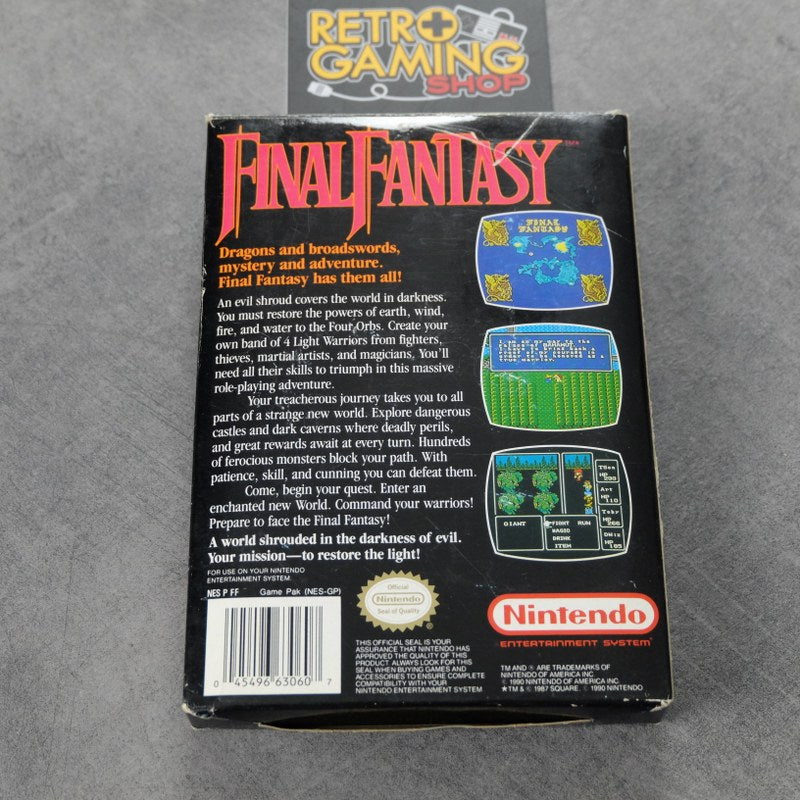 RETRO
GAMING
SHOP
FINAL FANTASY™
Dragons and broadswords,
mystery and adventure.
Final Fantasy has them all!
An evil shroud covers the world in darkness.
You must restore the powers of earth, wind,
fire, and water to the Four Orbs. Create your
own band of 4 Light Warriors from fighters,
thieves, martial artists, and magicians. You'll
need all their skills to triumph in this massive
role-playing adventure.
Your treacherous journey takes you to all
parts of a strange new world. Explore dangerous
castles and dark caverns where deadly perils,
and great rewards await at every turn. Hundreds
of ferocious monsters block your path. With
patience, skill, and cunning you can defeat them.
Come, begin your quest. Enter an
enchanted new World. Command your warriors!
Prepare to face the Final Fantasy!
A world shrouded in the darkness of evil.
Your mission—to restore the light!
FINAL
FANTASY
GIANT
FIGHT RUN
MAGIC
DRINK
ITEM
HP
293
HP
110
HP
266
HP
185
FOR USE ON YOUR NINTENDO
ENTERTAINMENT SYSTEM.
NES P FF Game Pak (NES-GP)
0 45496 63060 7
Official
Nintendo
Seal of Quality
THIS OFFICIAL SEAL IS YOUR
ASSURANCE THAT NINTENDO HAS
APPROVED THE QUALITY OF THIS
PRODUCT. ALWAYS LOOK FOR THIS
SEAL WHEN BUYING GAMES AND
ACCESSORIES TO ENSURE COMPLETE
COMPATIBILITY WITH YOUR
NINTENDO ENTERTAINMENT SYSTEM
Nintendo®
ENTERTAINMENT SYSTEM™
TM AND ® ARE TRADEMARKS OF
NINTENDO OF AMERICA INC.
© 1990 NINTENDO OF AMERICA INC.
★TM & © 1987 SQUARE. © 1990 NINTENDO